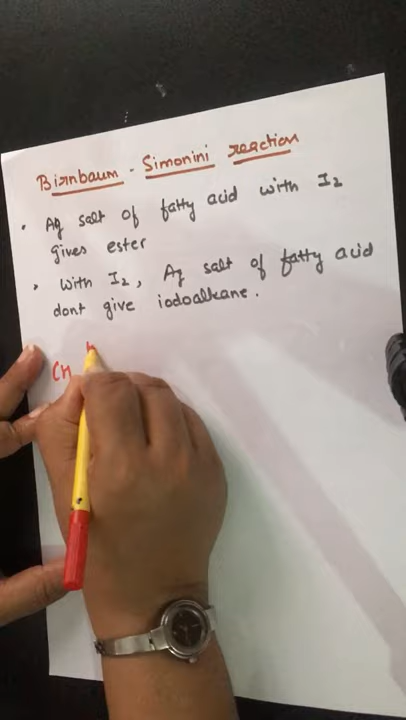 Birnbaum - Simonini reaction
• Ag salt of fatty acid with I2
gives ester
• With I2, Ag salt of fatty acid
dont give iodoalkane.
CH